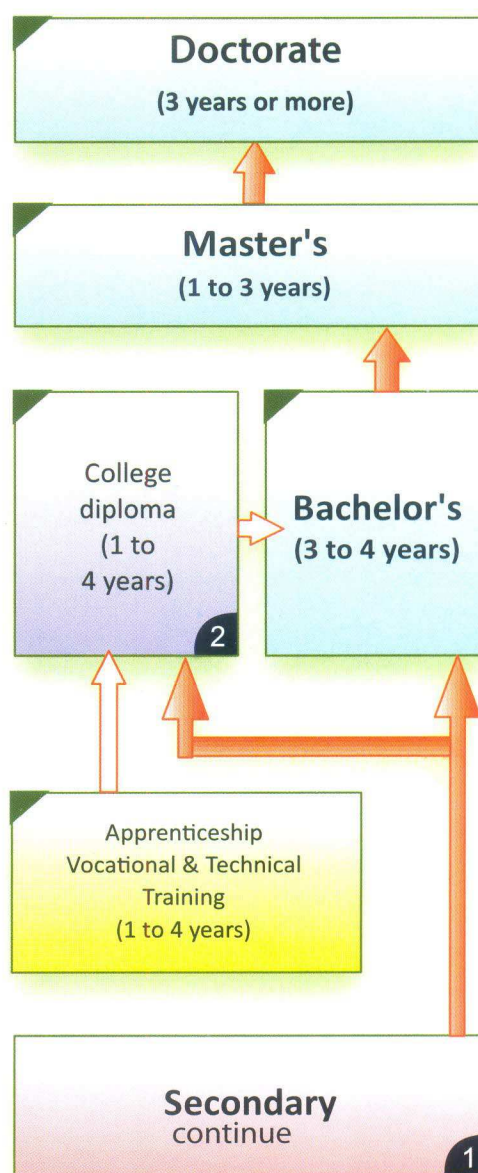 Doctorate
(3 years or more)
Master's
(1 to 3 years)
College
diploma
(1 to
4 years)
2
Bachelor's
(3 to 4 years)
Apprenticeship
Vocational & Technical
Training
(1 to 4 years)
Secondary
continue
1